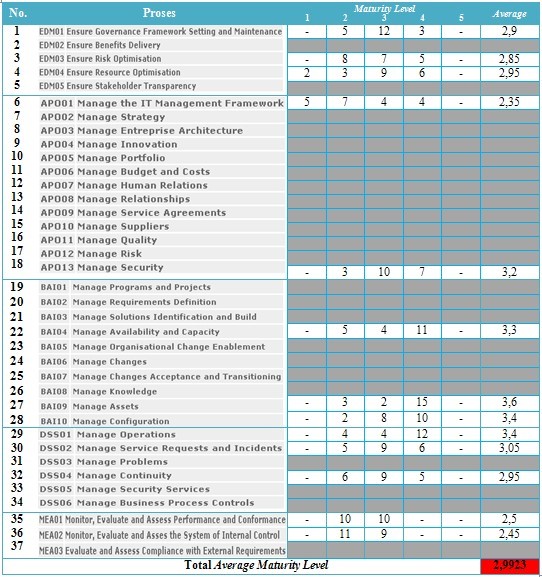 No. Proses Maturity Level Average
1 2 3 4 5
1 EDM01 Ensure Governance Framework Setting and Maintenance - 5 12 3 - 2,9
2 EDM02 Ensure Benefits Delivery
3 EDM03 Ensure Risk Optimisation - 8 7 5 - 2,85
4 EDM04 Ensure Resource Optimisation 2 3 9 6 - 2,95
5 EDM05 Ensure Stakeholder Transparency
6 APO01 Manage the IT Management Framework 5 7 4 4 - 2,35
7 APO02 Manage Strategy
8 APO03 Manage Entreprise Architecture
9 APO04 Manage Innovation
10 APO05 Manage Portfolio
11 APO06 Manage Budget and Costs
12 APO07 Manage Human Relations
13 APO08 Manage Relationships
14 APO09 Manage Service Agreements
15 APO10 Manage Suppliers
16 APO11 Manage Quality
17 APO12 Manage Risk
18 APO13 Manage Security - 3 10 7 - 3,2
19 BAI01 Manage Programs and Projects
20 BAI02 Manage Requirements Definition
21 BAI03 Manage Solutions Identification and Build
22 BAI04 Manage Availability and Capacity - 5 4 11 - 3,3
23 BAI05 Manage Organisational Change Enablement
24 BAI06 Manage Changes
25 BAI07 Manage Changes Acceptance and Transitioning
26 BAI08 Manage Knowledge
27 BAI09 Manage Assets - 3 2 15 - 3,6
28 BAI10 Manage Configuration - 2 8 10 - 3,4
29 DSS01 Manage Operations - 4 4 12 - 3,4
30 DSS02 Manage Service Requests and Incidents - 5 9 6 - 3,05
31 DSS03 Manage Problems
32 DSS04 Manage Continuity - 6 9 5 - 2,95
33 DSS05 Manage Security Services
34 DSS06 Manage Business Process Controls
35 MEA01 Monitor, Evaluate and Assess Performance and Conformance - 10 10 - - 2,5
36 MEA02 Monitor, Evaluate and Asses the System of Internal Control - 11 9 - - 2,45
37 MEA03 Evaluate and Assess Compliance with External Requirements
Total Average Maturity Level 2,9923